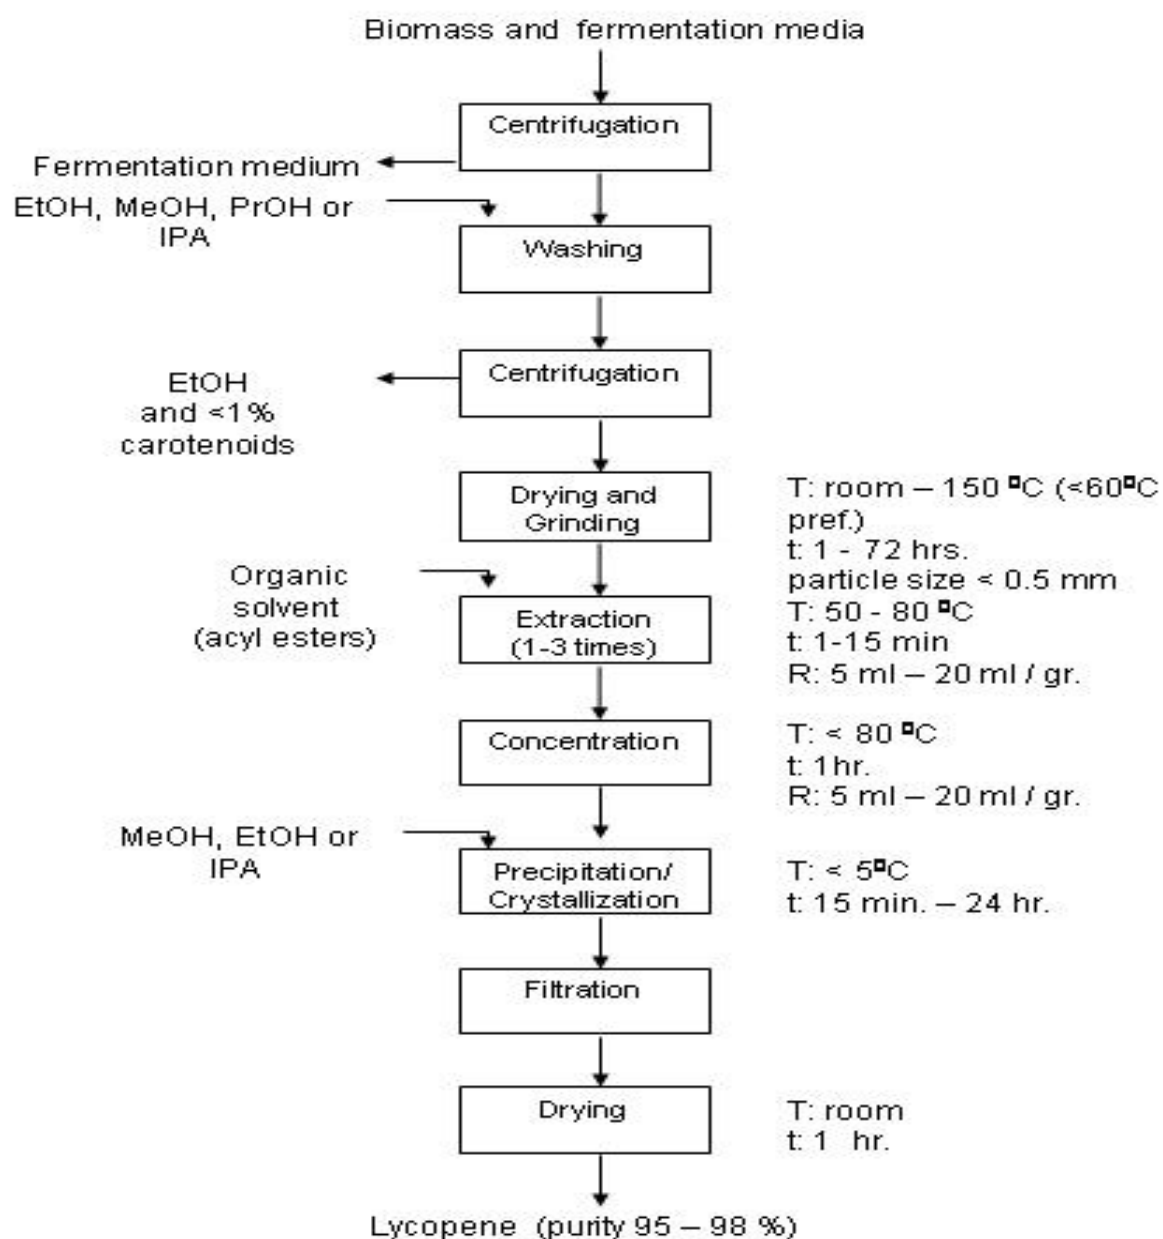 Biomass and fermentation media
Centrifugation
Fermentation medium
EtOH, MeOH, PrOH or
IPA
Washing
Centrifugation
EtOH
and <1%
carotenoids
Drying and
Grinding
T: room – 150 ºC (<60ºC
pref.)
t: 1 - 72 hrs.
particle size < 0.5 mm
Organic
solvent
(acyl esters)
Extraction
(1-3 times)
T: 50 - 80 ºC
t: 1-15 min
R: 5 ml – 20 ml / gr.
Concentration
T: < 80 ºC
t: 1hr.
R: 5 ml – 20 ml / gr.
MeOH, EtOH or
IPA
Precipitation/
Crystallization
T: < 5ºC
t: 15 min. – 24 hr.
Filtration
Drying
T: room
t: 1 hr.
Lycopene (purity 95 – 98 %)